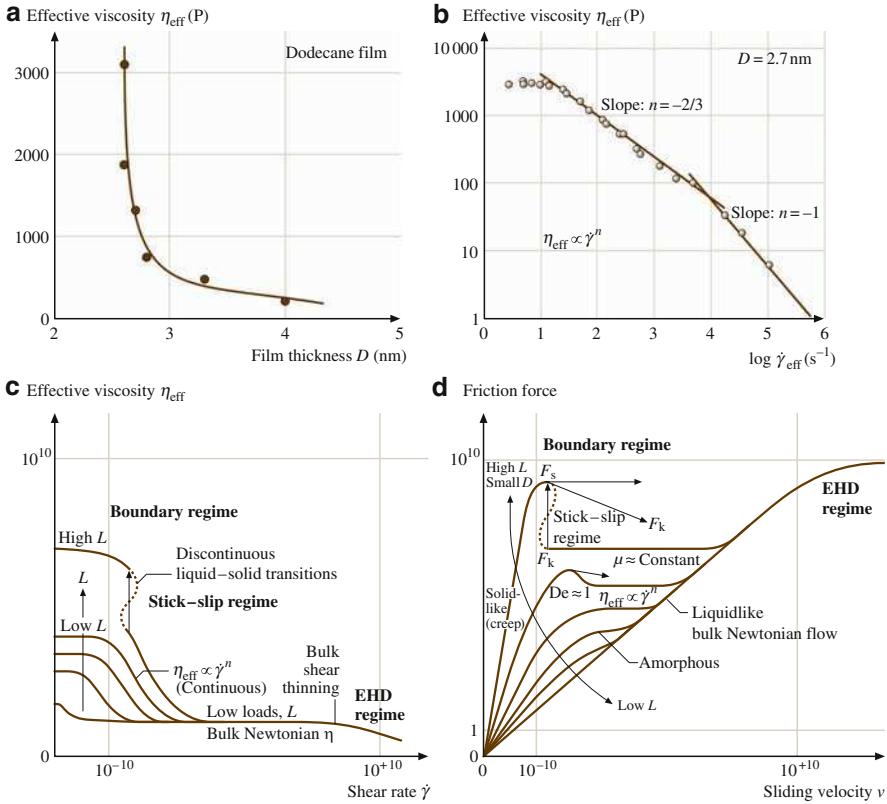 a Effective viscosity ηeff (P)
Dodecane film
3000
2000
1000
0
2 3 4 5
Film thickness D (nm)
b Effective viscosity ηeff (P)
10 000
D = 2.7 nm
1000
Slope: n = –2/3
100
Slope: n = –1
ηeff ∝ γ̇ⁿ
10
1
0 1 2 3 4 5 6
log γ̇eff (s⁻¹)
c Effective viscosity ηeff
10¹⁰
Boundary regime
High L
Discontinuous
liquid–solid transitions
L
Stick–slip regime
Low L
ηeff ∝ γ̇ⁿ
(Continuous)
Bulk
shear
thinning
EHD
regime
Low loads, L
Bulk Newtonian η
0
10⁻¹⁰ 10⁺¹⁰
Shear rate γ̇
d Friction force
Boundary regime
10¹⁰
High L
Small D
Fs
EHD
regime
Fk
Stick–slip
regime
Fk
μ ≈ Constant
Solid-
like
(creep)
De ≈ 1 ηeff ∝ γ̇ⁿ
Liquidlike
bulk Newtonian flow
Amorphous
Low L
1
0
0 10⁻¹⁰ 10⁺¹⁰
Sliding velocity v